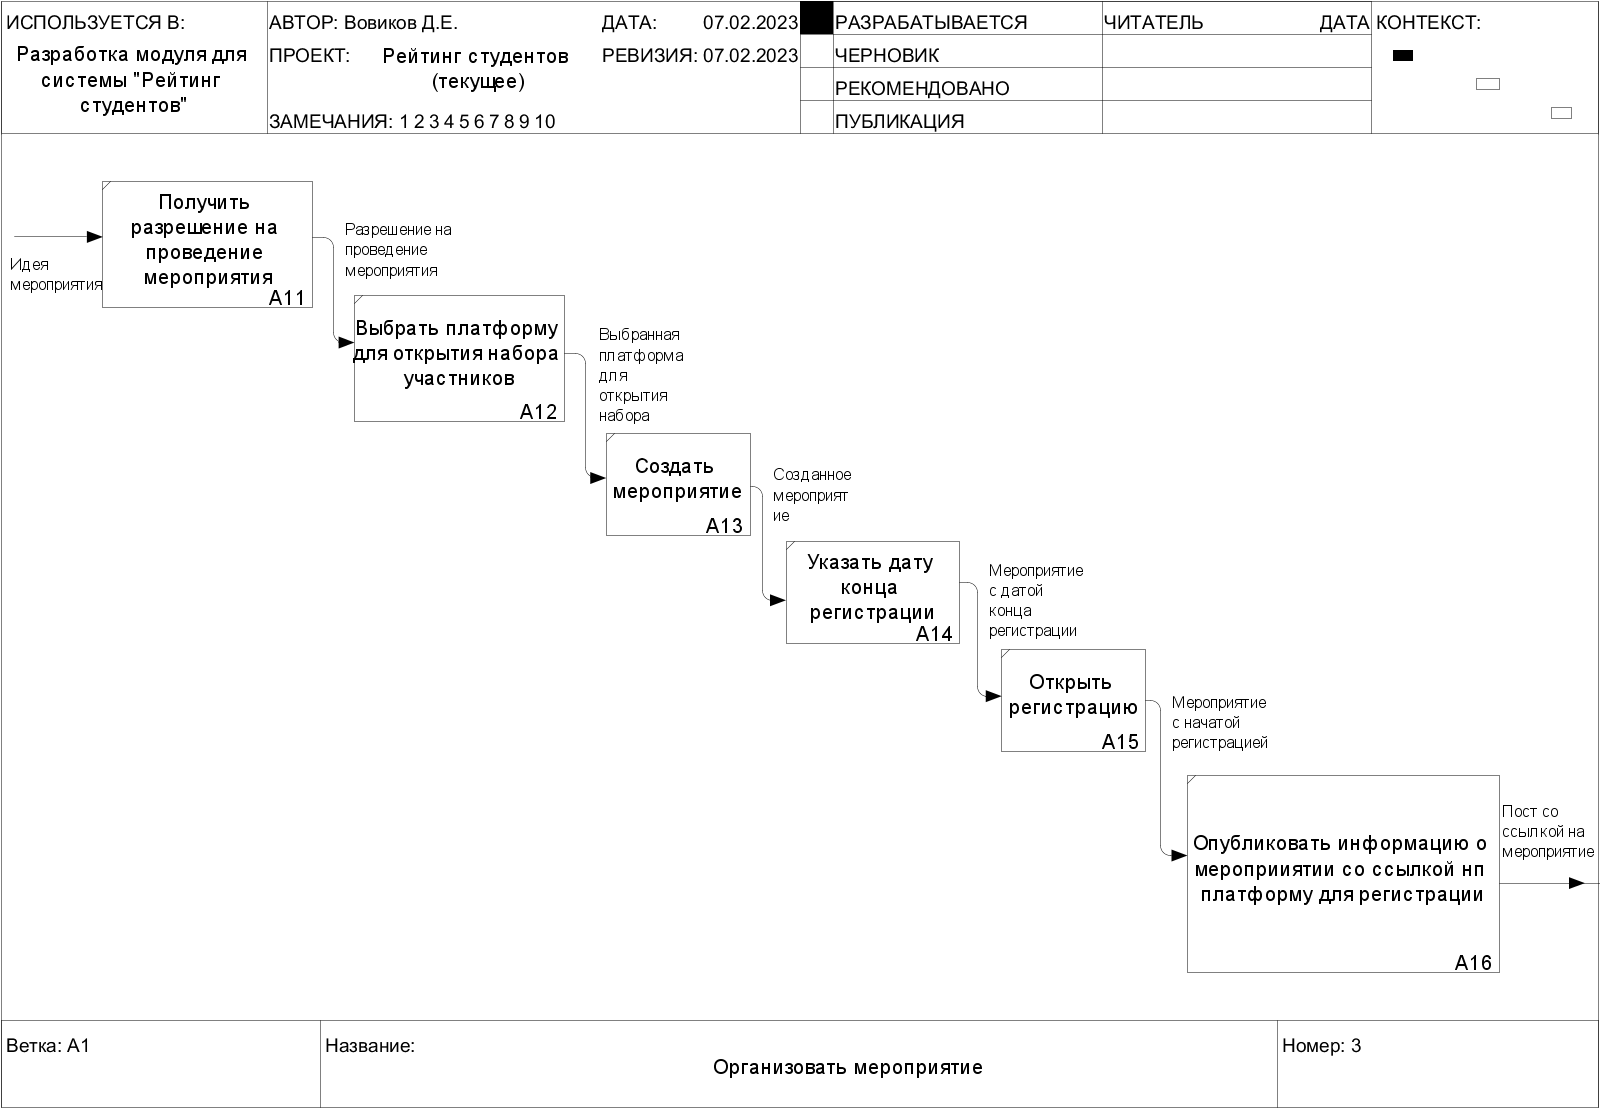 ИСПОЛЬЗУЕТСЯ В:
Разработка модуля для
системы "Рейтинг
студентов"
АВТОР: Вовиков Д.Е.
ДАТА: 07.02.2023
ПРОЕКТ: Рейтинг студентов
(текущее)
РЕВИЗИЯ: 07.02.2023
ЗАМЕЧАНИЯ: 1 2 3 4 5 6 7 8 9 10
РАЗРАБАТЫВАЕТСЯ
ЧЕРНОВИК
РЕКОМЕНДОВАНО
ПУБЛИКАЦИЯ
ЧИТАТЕЛЬ ДАТА
КОНТЕКСТ:
Идея
мероприятия
Получить
разрешение на
проведение
мероприятия
A11
Разрешение на
проведение
мероприятия
Выбрать платформу
для открытия набора
участников
A12
Выбранная
платформа
для
открытия
набора
Создать
мероприятие
A13
Созданное
мероприят
ие
Указать дату
конца
регистрации
A14
Мероприятие
с датой
конца
регистрации
Открыть
регистрацию
A15
Мероприятие
с начатой
регистрацией
Опубликовать информацию о
мероприиятии со ссылкой нп
платформу для регистрации
A16
Пост со
ссылкой на
мероприятие
Ветка: A1
Название:
Организовать мероприятие
Номер: 3